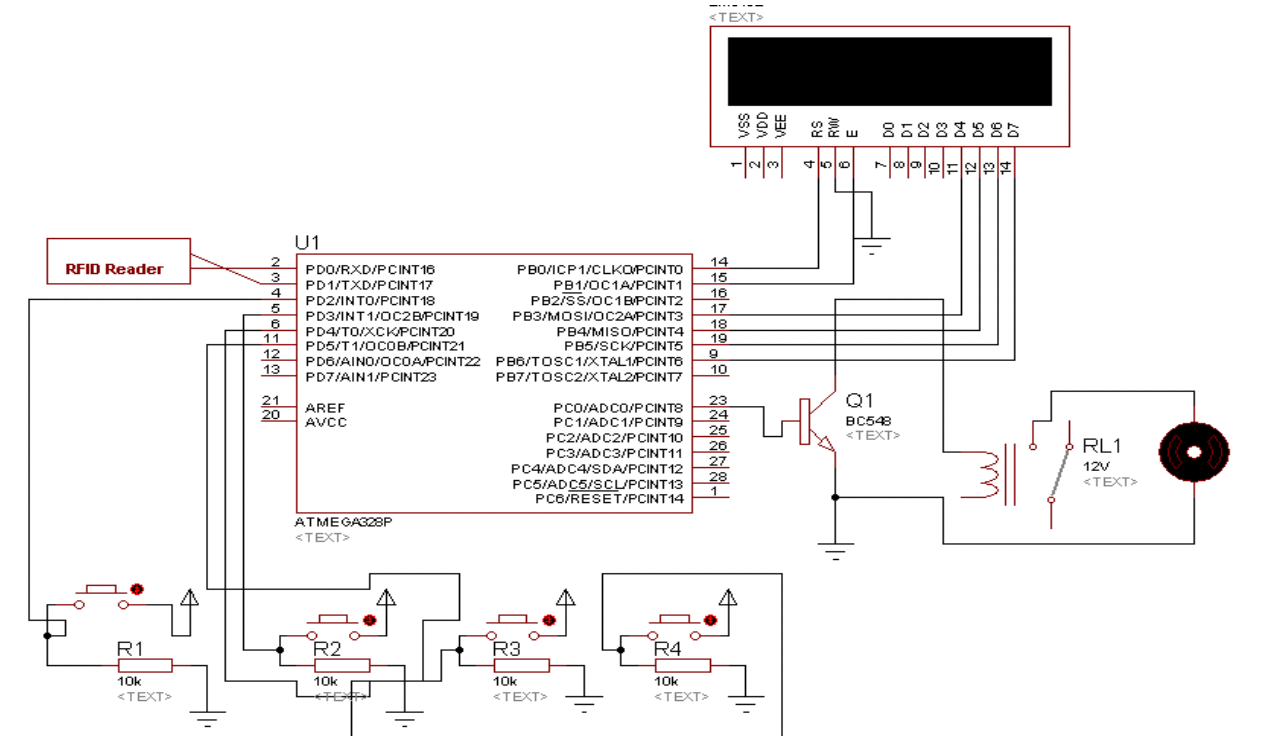 <TEXT>
VSS
VDD
VEE
RS
RW
E
D0
D1
D2
D3
D4
D5
D6
D7
1
2
3
4
5
6
7
8
9
10
11
12
13
14
RFID Reader
U1
2 PD0/RXD/PCINT16
3 PD1/TXD/PCINT17
4 PD2/INT0/PCINT18
5 PD3/INT1/OC2B/PCINT19
6 PD4/T0/XCK/PCINT20
11 PD5/T1/OC0B/PCINT21
12 PD6/AIN0/OC0A/PCINT22
13 PD7/AIN1/PCINT23
21 AREF
20 AVCC
PB0/ICP1/CLKO/PCINT0 14
PB1/OC1A/PCINT1 15
PB2/SS/OC1B/PCINT2 16
PB3/MOSI/OC2A/PCINT3 17
PB4/MISO/PCINT4 18
PB5/SCK/PCINT5 19
PB6/TOSC1/XTAL1/PCINT6 9
PB7/TOSC2/XTAL2/PCINT7 10
PC0/ADC0/PCINT8 23
PC1/ADC1/PCINT9 24
PC2/ADC2/PCINT10 25
PC3/ADC3/PCINT11 26
PC4/ADC4/SDA/PCINT12 27
PC5/ADC5/SCL/PCINT13 28
PC6/RESET/PCINT14 1
ATMEGA328P
<TEXT>
Q1
BC548
<TEXT>
RL1
12V
<TEXT>
R1
10k
<TEXT>
R2
10k
<TEXT>
R3
10k
<TEXT>
R4
10k
<TEXT>